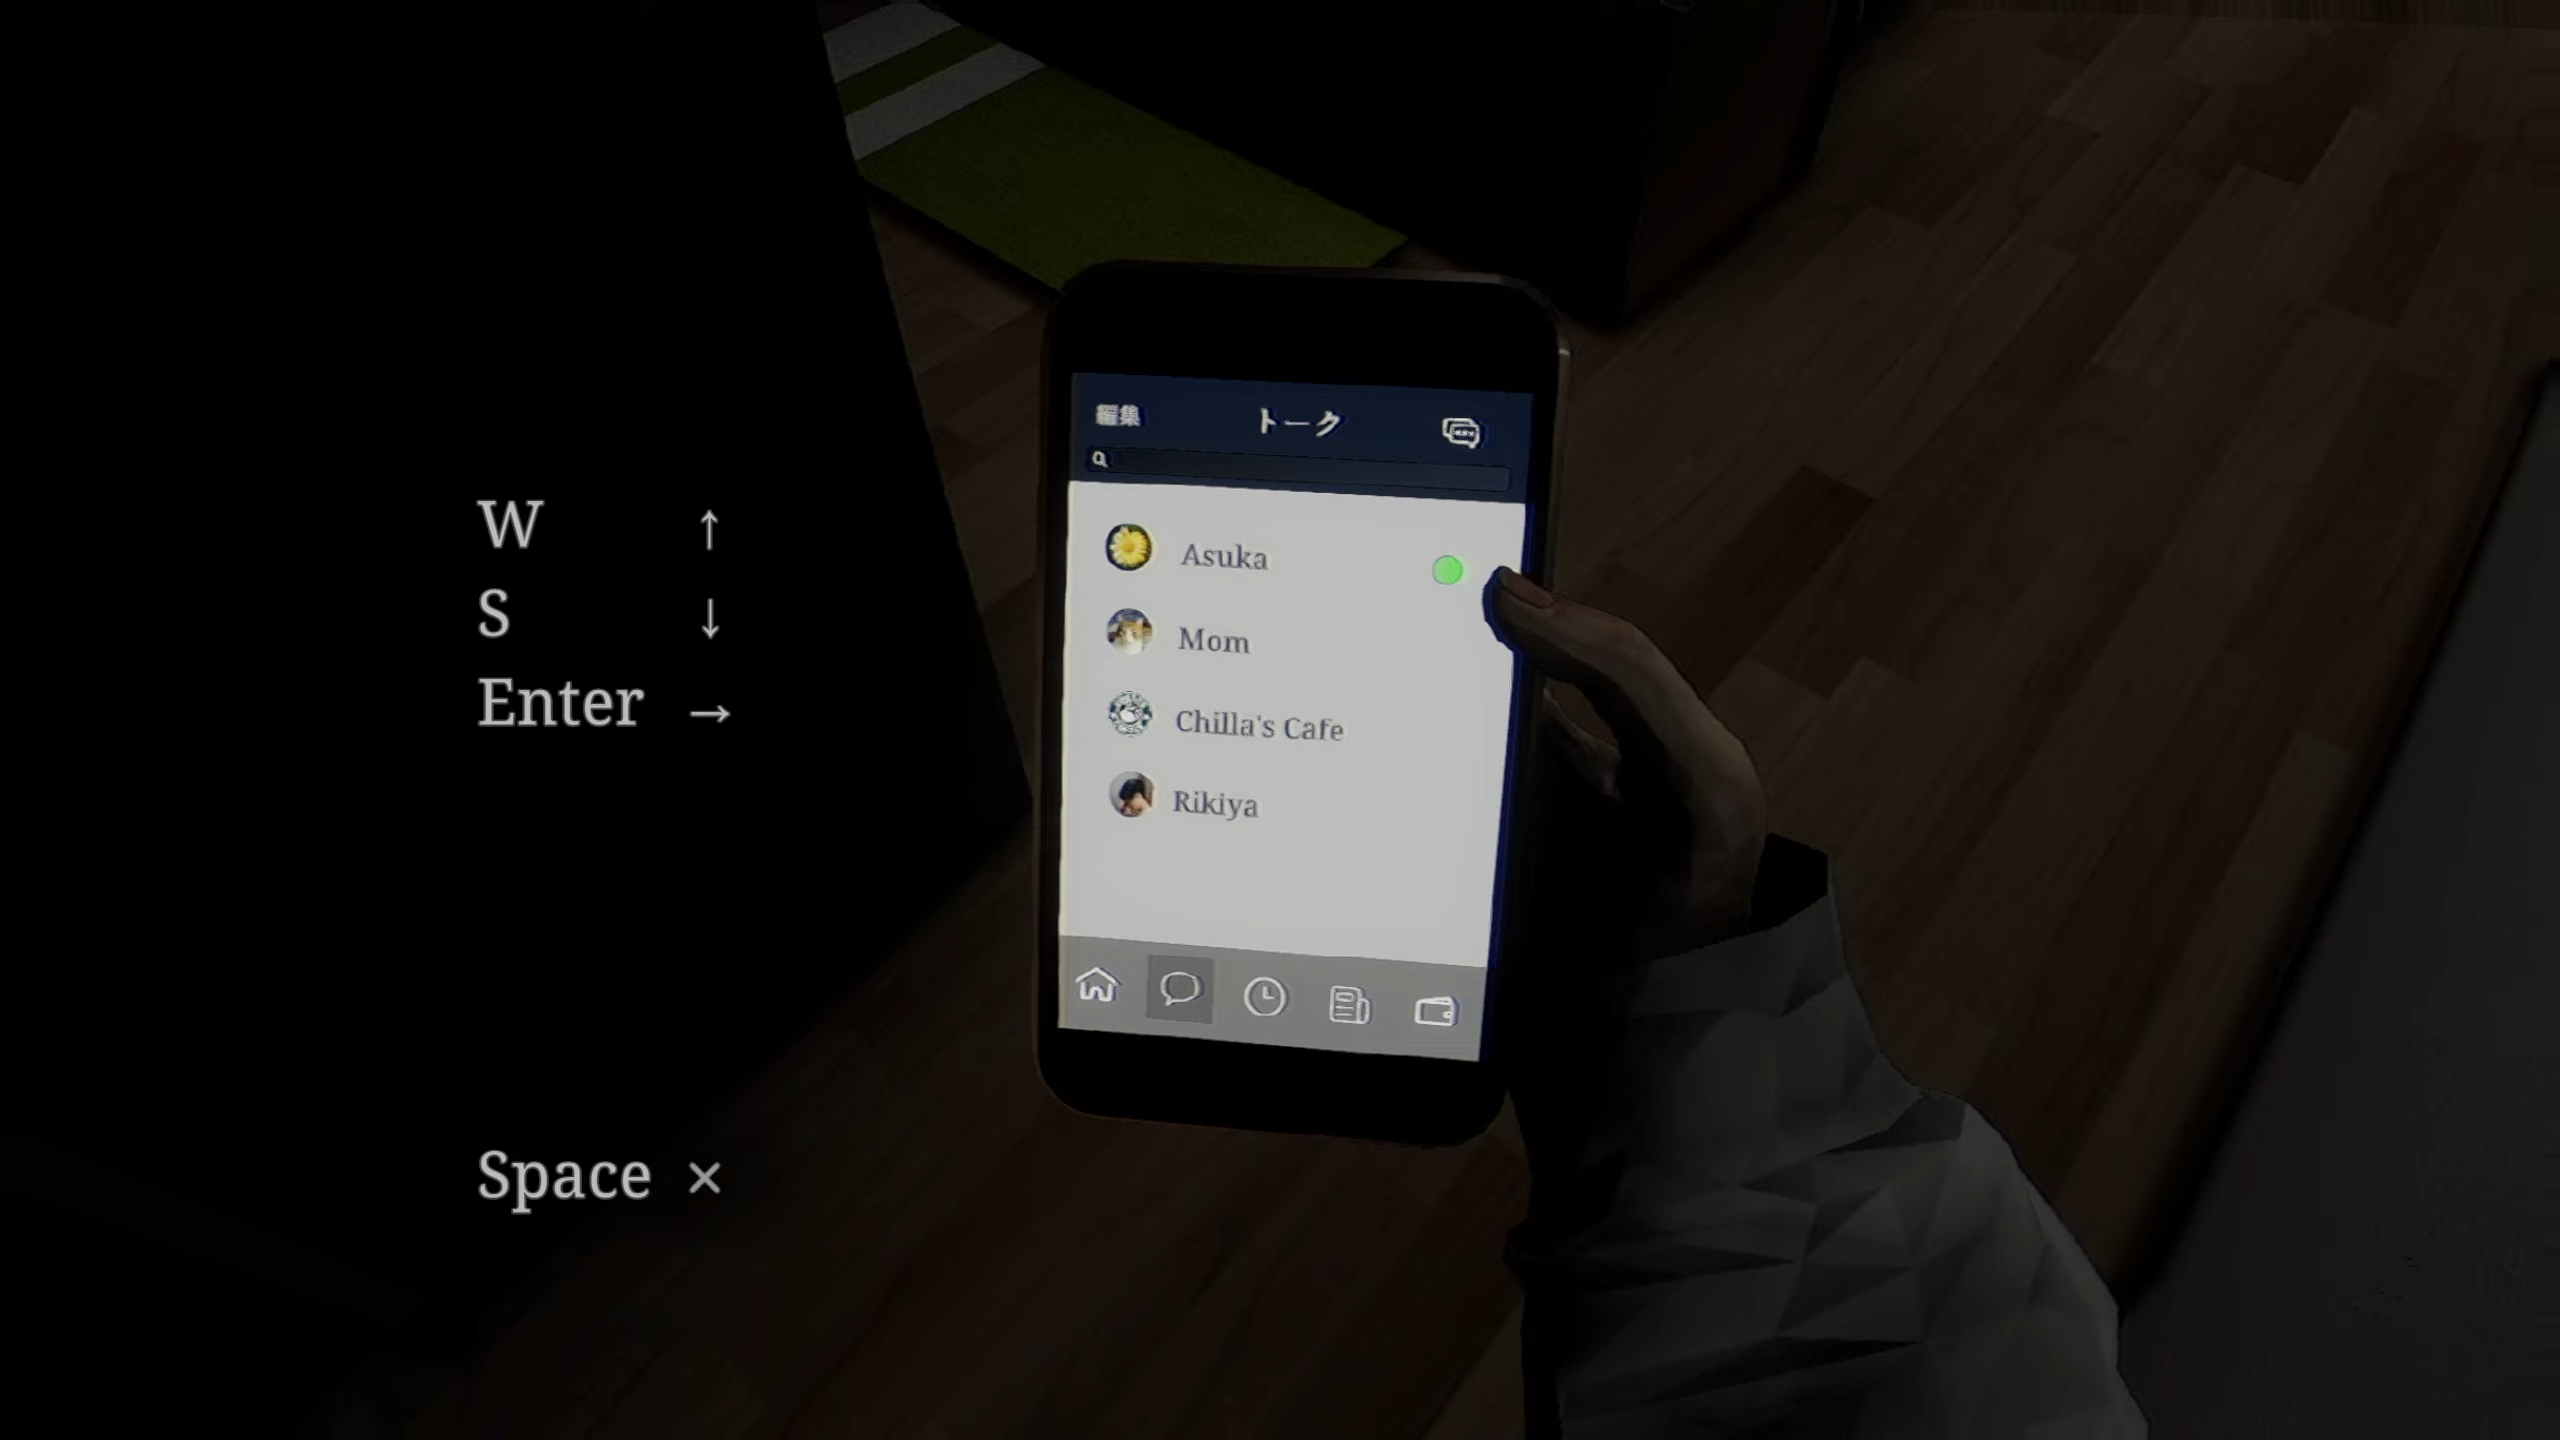 W ↑
S ↓
Enter →
Space ×
編集 トーク
Asuka
Mom
Chilla's Cafe
Rikiya